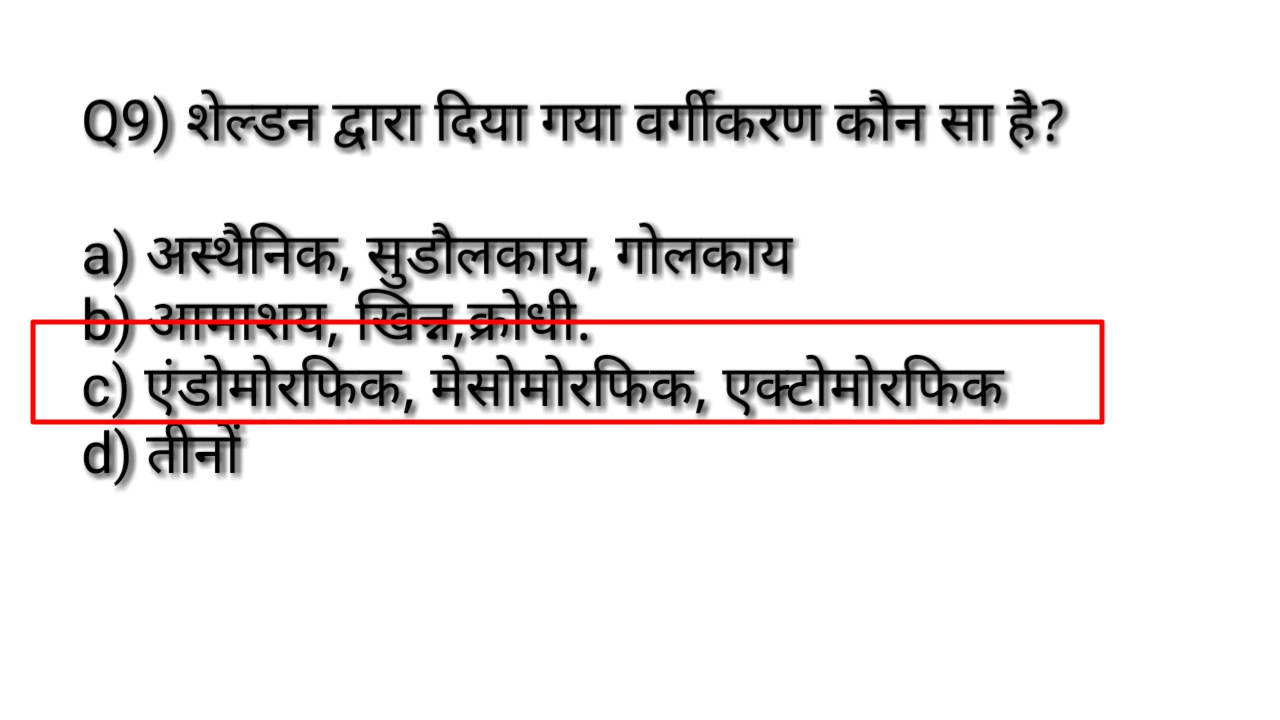 Q9) शेल्डन द्वारा दिया गया वर्गीकरण कौन सा है?
a) अस्थैनिक, सुडौलकाय, गोलकाय
b) आमाशय, खिन्न,क्रोधी.
c) एंडोमोरफिक, मेसोमोरफिक, एक्टोमोरफिक
d) तीनों